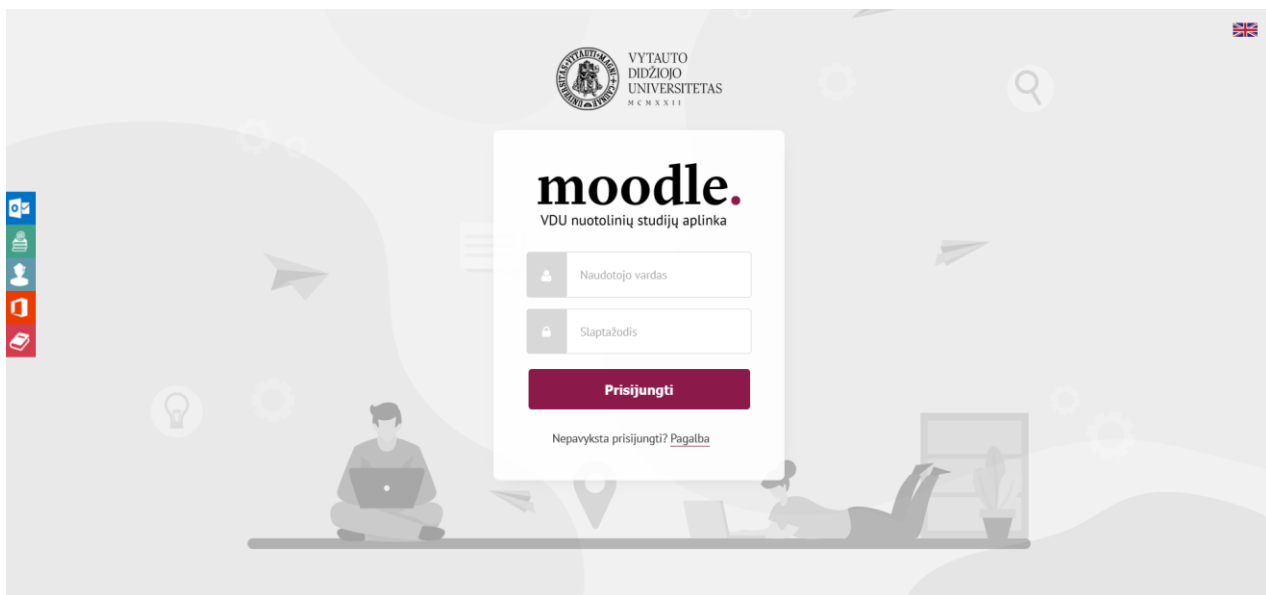 VYTAUTO
DIDŽIOJO
UNIVERSITETAS
MCMXXII
moodle.
VDU nuotolinių studijų aplinka
Naudotojo vardas
Slaptažodis
Prisijungti
Nepavyksta prisijungti? Pagalba